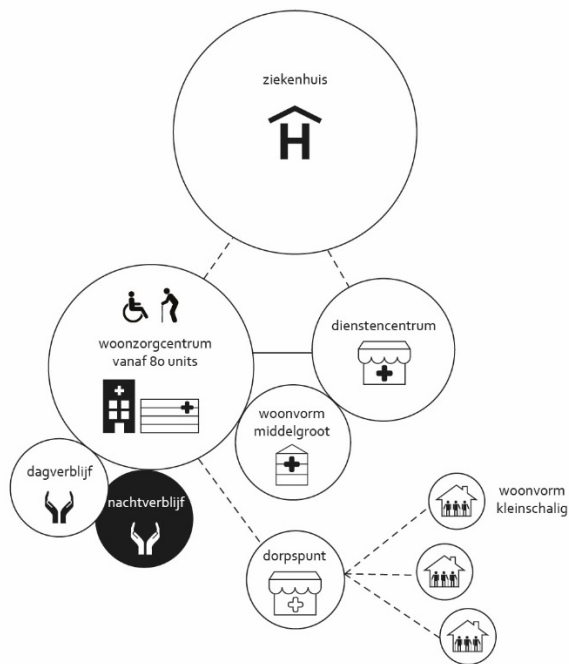 ziekenhuis
H
dienstencentrum
woonzorgcentrum
vanaf 80 units
woonvorm
middelgroot
dagverblijf
nachtverblijf
woonvorm
kleinschalig
dorpspunt